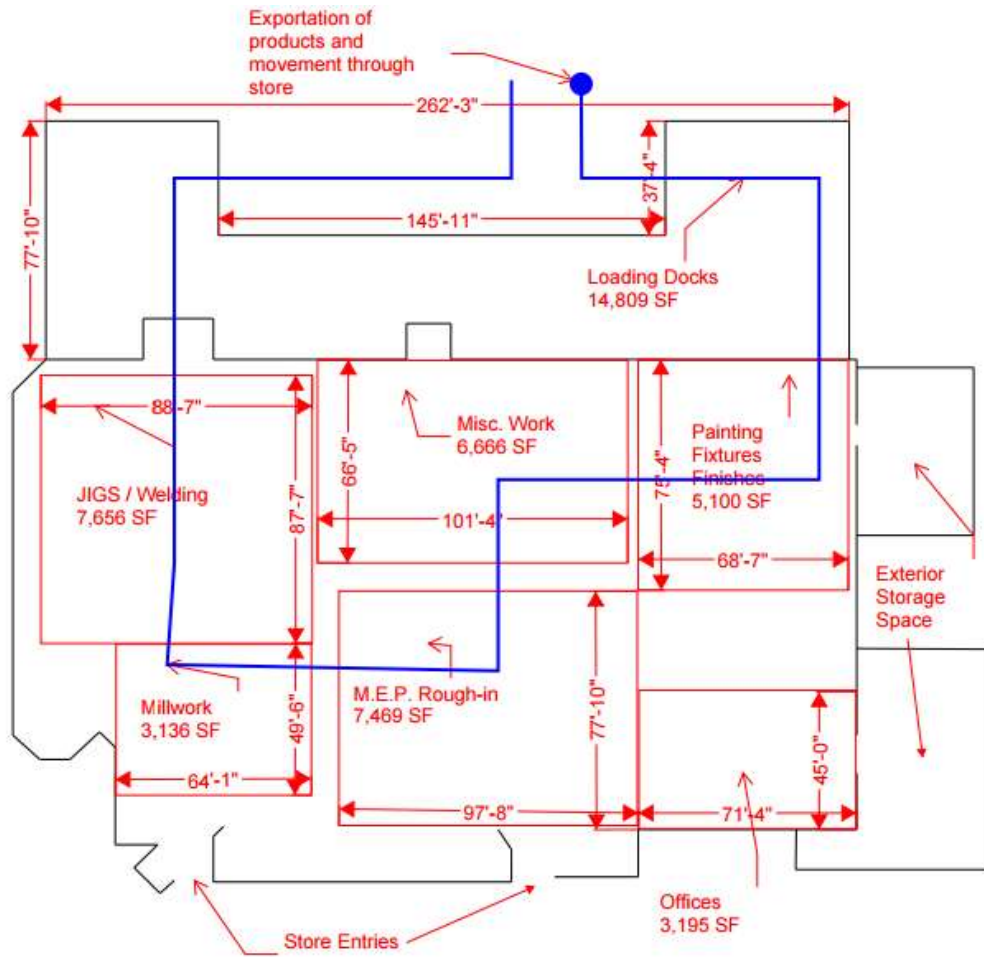 Exportation of
products and
movement through
store
262'-3"
77'-10"
37'-4"
145'-11"
Loading Docks
14,809 SF
88'-7"
JIGS / Welding
7,656 SF
87'-7"
66'-5"
Misc. Work
6,666 SF
101'-4"
75'-4"
Painting
Fixtures
Finishes
5,100 SF
68'-7"
Exterior
Storage
Space
Millwork
3,136 SF
49'-6"
64'-1"
M.E.P. Rough-in
7,469 SF
77'-10"
97'-8"
45'-0"
71'-4"
Offices
3,195 SF
Store Entries